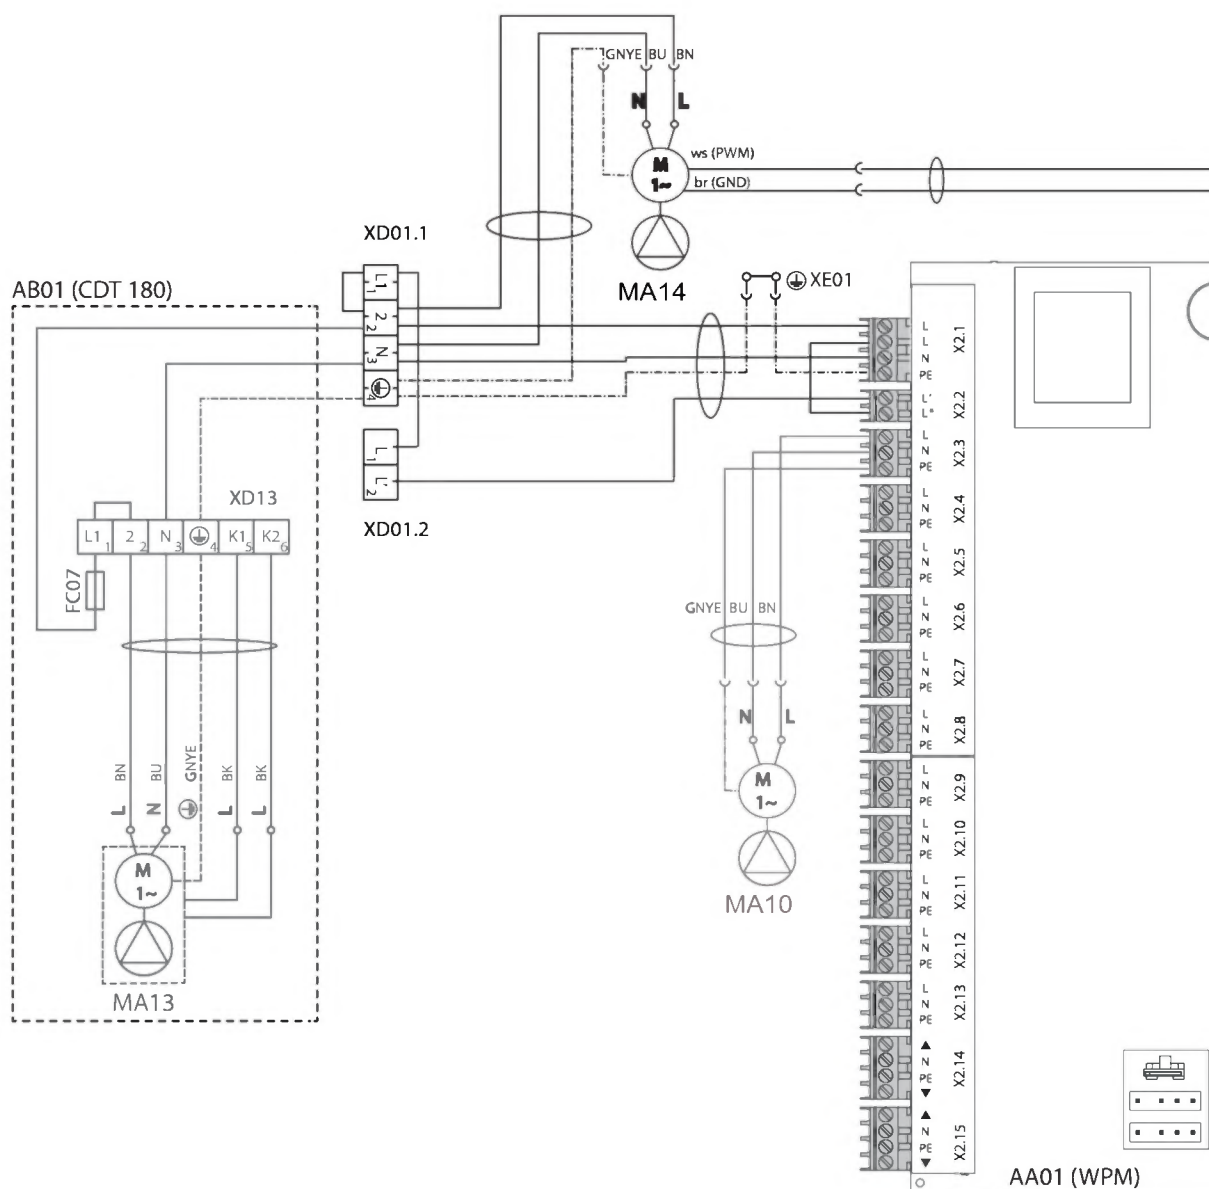 GNYE BU BN
N L
M
1~
ws (PWM)
br (GND)
MA14
XD01.1
L1 1
2 2
N 3
4
L 1
L' 2
XD01.2
XE01
AB01 (CDT 180)
XD13
L1 1
2 2
N 3
4
K1 5
K2 6
FC07
BN BU GNYE BK BK
L N L L
M
1~
MA13
GNYE BU BN
N L
M
1~
MA10
L
L
N
PE
X2.1
L'
L*
X2.2
L
N
PE
X2.3
L
N
PE
X2.4
L
N
PE
X2.5
L
N
PE
X2.6
L
N
PE
X2.7
L
N
PE
X2.8
L
N
PE
X2.9
L
N
PE
X2.10
L
N
PE
X2.11
L
N
PE
X2.12
L
N
PE
X2.13
▲
N
PE
▼
X2.14
▲
N
PE
▼
X2.15
AA01 (WPM)